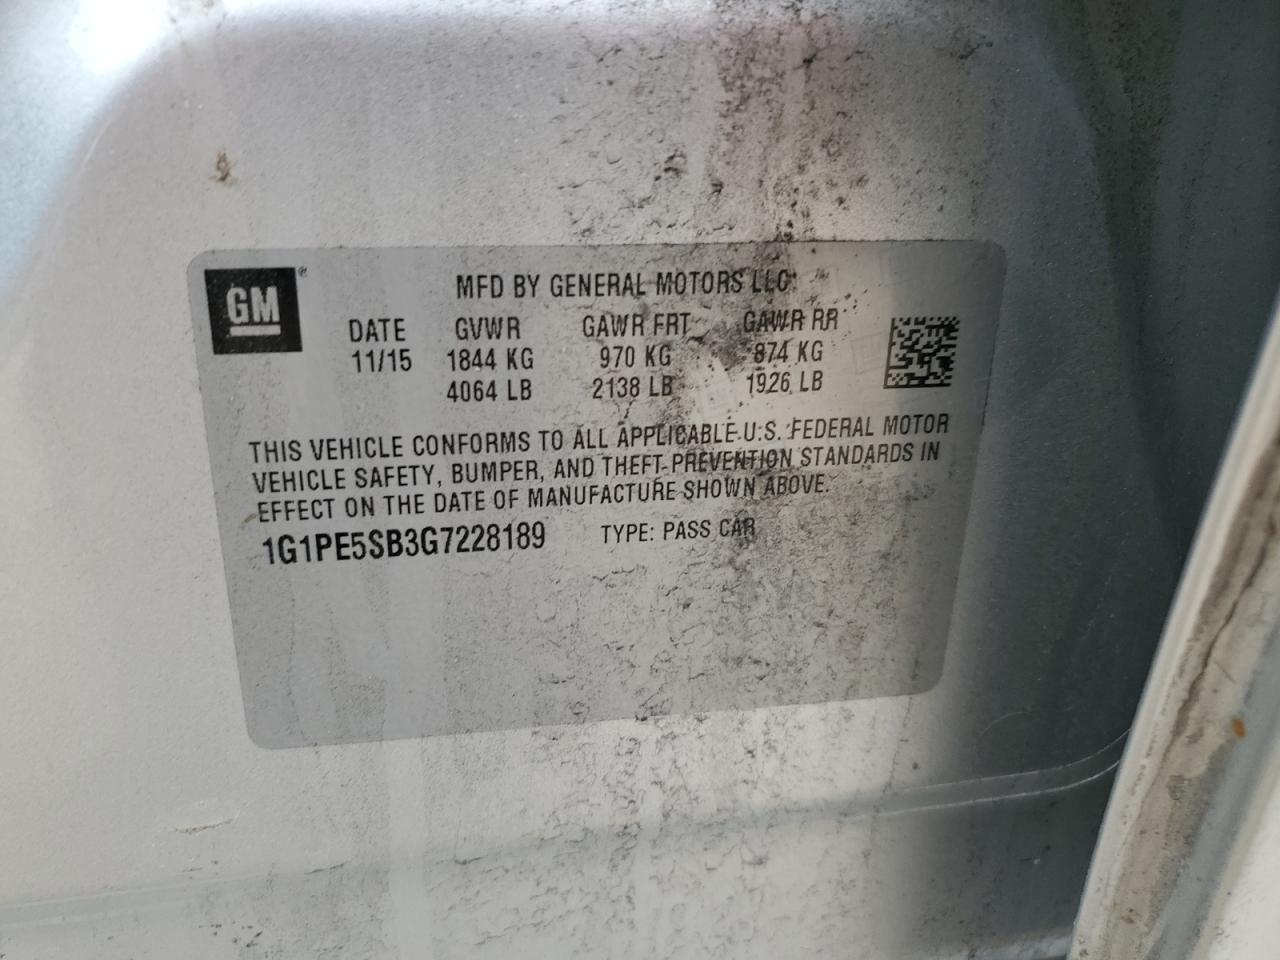 GM®
MFD BY GENERAL MOTORS LLC
DATE GVWR GAWR FRT GAWR RR
11/15 1844 KG 970 KG 874 KG
4064 LB 2138 LB 1926 LB
THIS VEHICLE CONFORMS TO ALL APPLICABLE U.S. FEDERAL MOTOR
VEHICLE SAFETY, BUMPER, AND THEFT PREVENTION STANDARDS IN
EFFECT ON THE DATE OF MANUFACTURE SHOWN ABOVE.
1G1PE5SB3G7228189 TYPE: PASS CAR